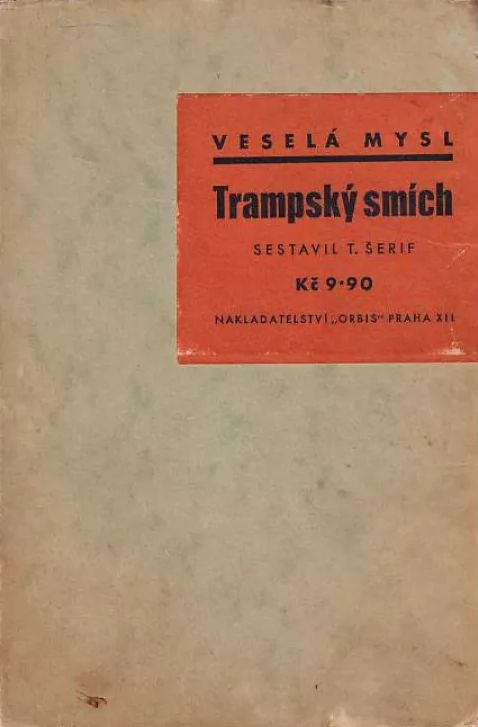 VESELÁ MYSL
Trampský smích
SESTAVIL T. ŠERIF
Kč 9·90
NAKLADATELSTVÍ „ORBIS“ PRAHA XII